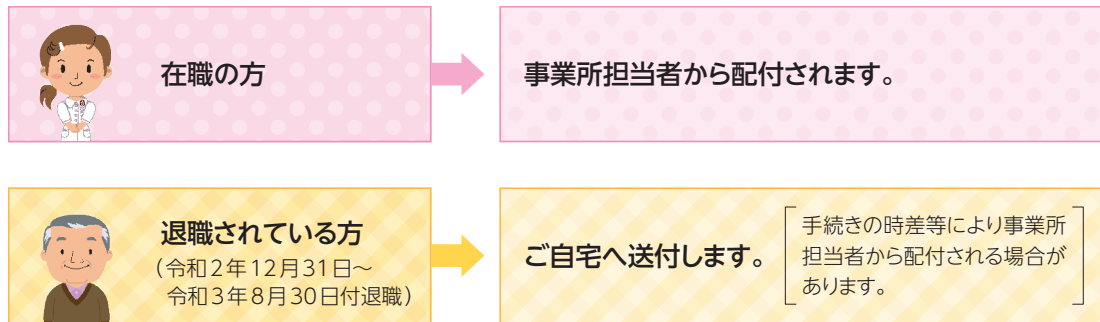 在職の方
事業所担当者から配付されます。
退職されている方
（令和2年12月31日～
令和3年8月30日付退職）
ご自宅へ送付します。
手続きの時差等により事業所
担当者から配付される場合が
あります。